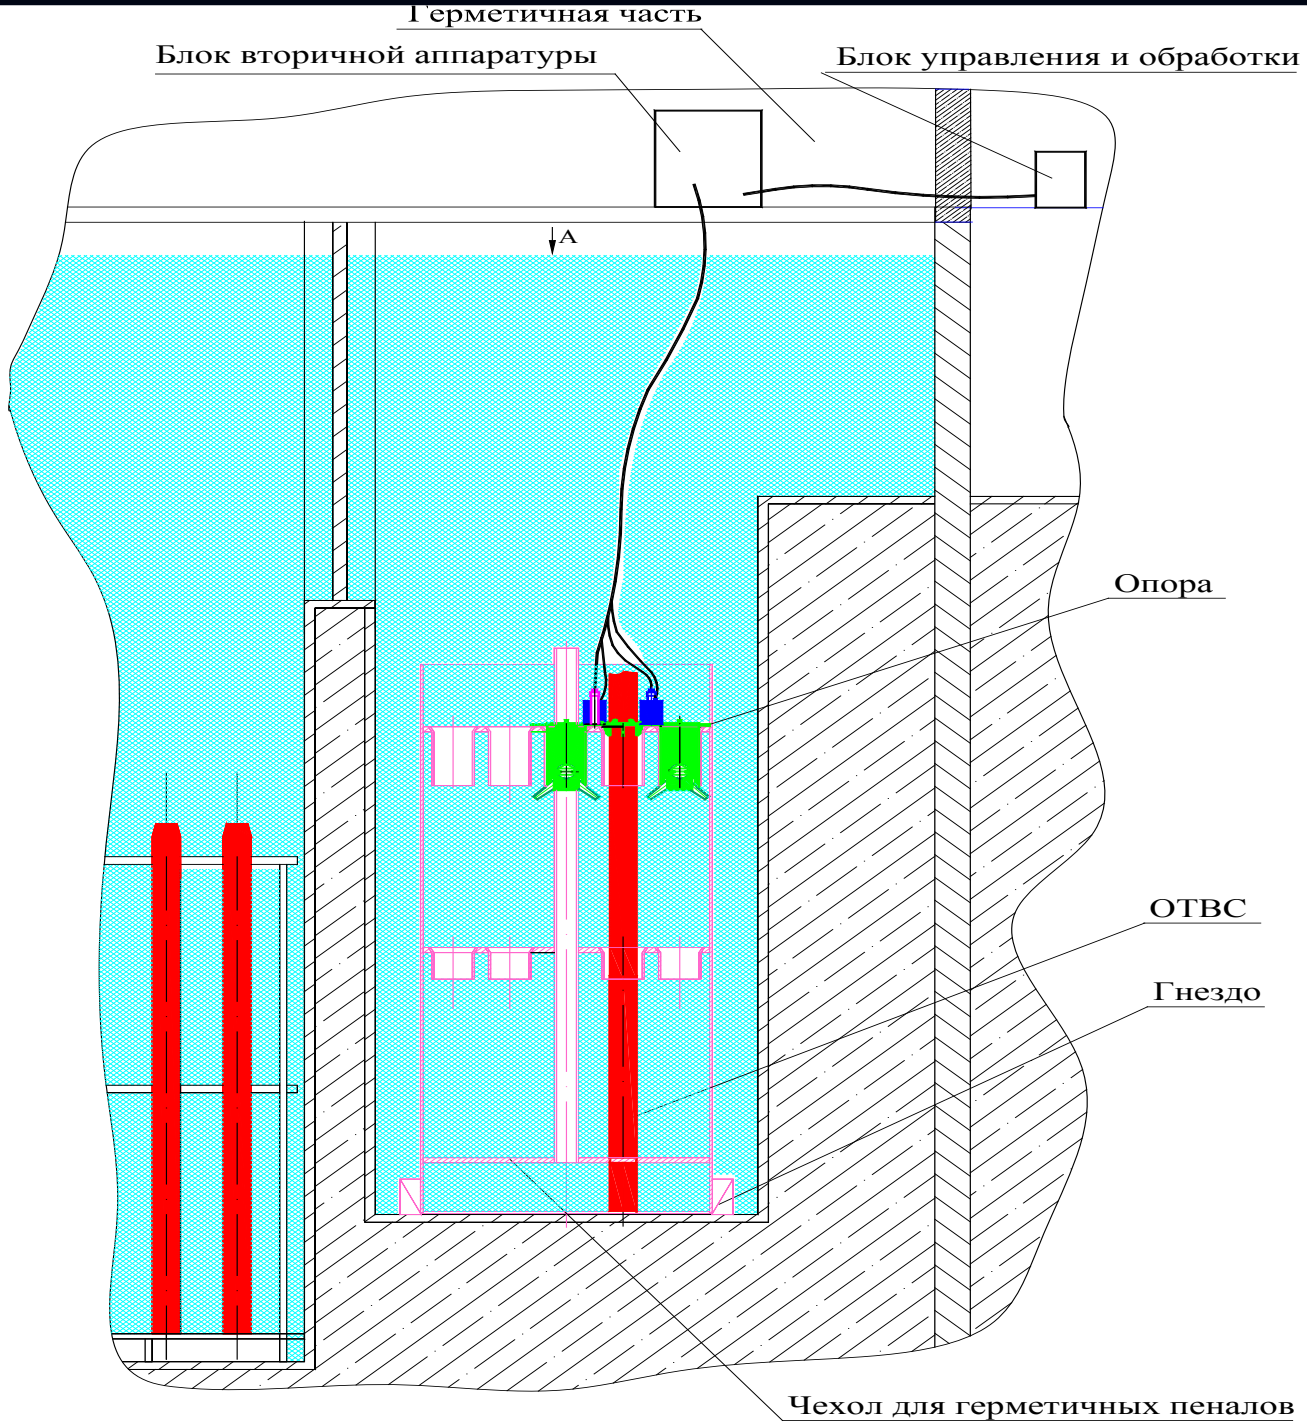 Герметичная часть
Блок вторичной аппаратуры
Блок управления и обработки
А
Опора
ОТВС
Гнездо
Чехол для герметичных пеналов